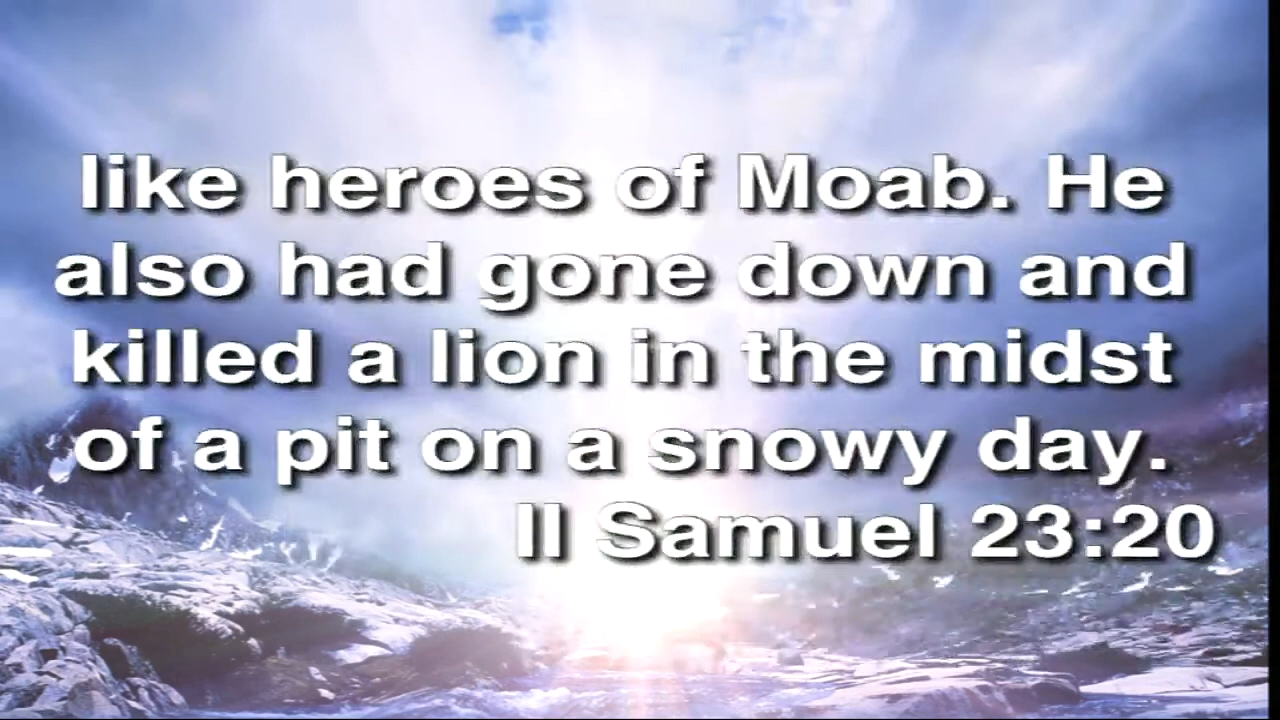 like heroes of Moab. He
also had gone down and
killed a lion in the midst
of a pit on a snowy day.
II Samuel 23:20